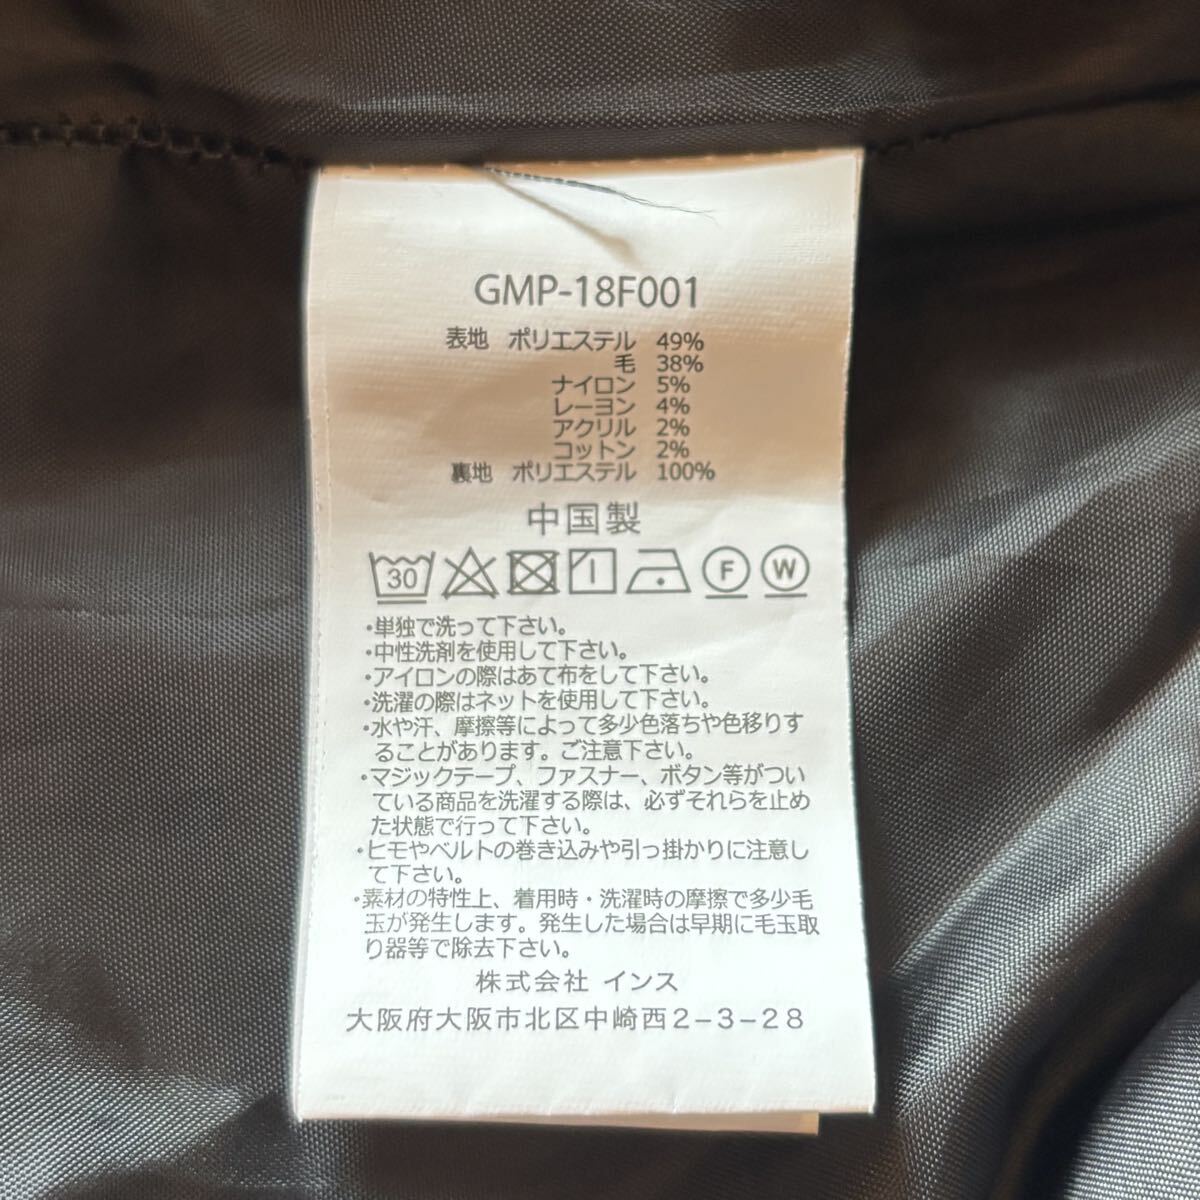 GMP-18F001
表地 ポリエステル 49%
毛 38%
ナイロン 5%
レーヨン 4%
アクリル 2%
コットン 2%
裏地 ポリエステル 100%
中国製
30 F W
・単独で洗って下さい。
・中性洗剤を使用して下さい。
・アイロンの際はあて布をして下さい。
・洗濯の際はネットを使用して下さい。
・水や汗、摩擦等によって多少色落ちや色移りす
ることがあります。ご注意下さい。
・マジックテープ、ファスナー、ボタン等がつい
ている商品を洗濯する際は、必ずそれらを止め
た状態で行って下さい。
・ヒモやベルトの巻き込みや引っ掛かりに注意し
て下さい。
・素材の特性上、着用時・洗濯時の摩擦で多少毛
玉が発生します。発生した場合は早期に毛玉取
り器等で除去下さい。
株式会社 インス
大阪府大阪市北区中崎西2-3-28